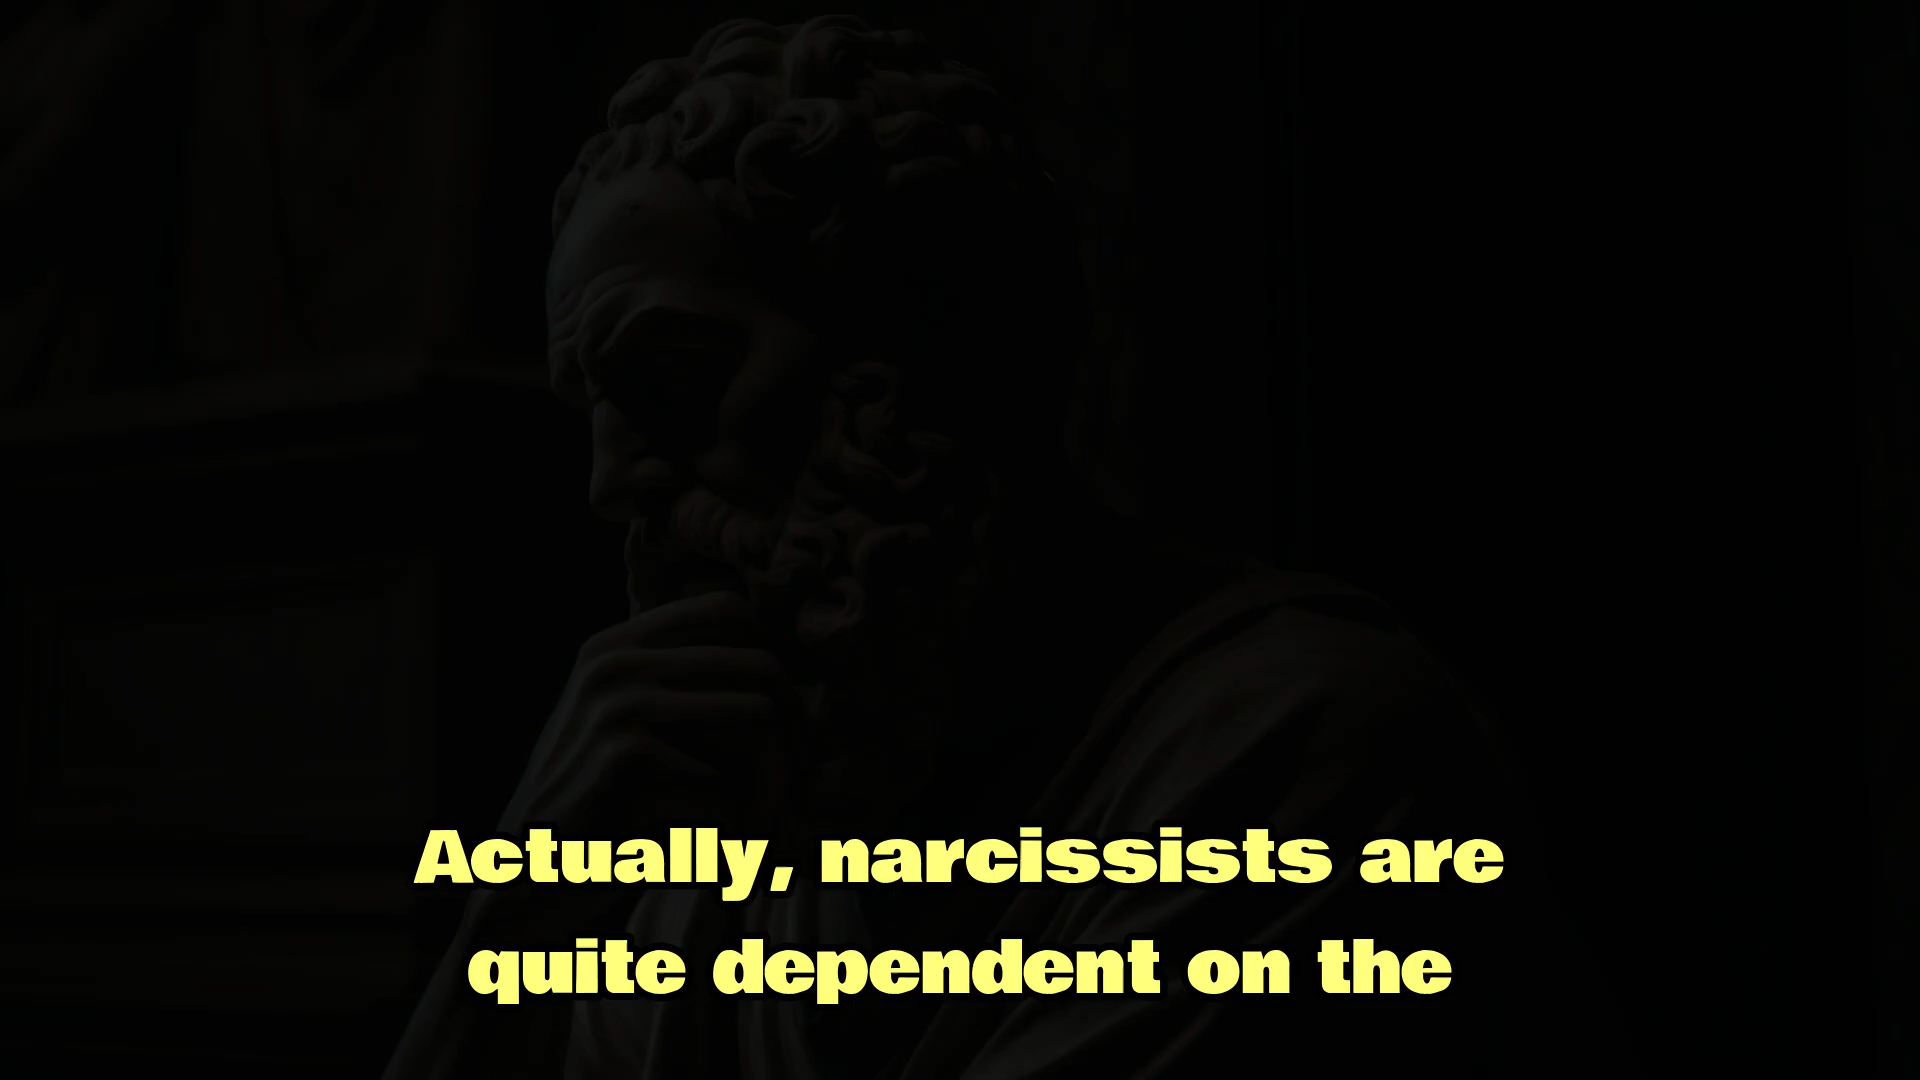 Actually, narcissists are
quite dependent on the